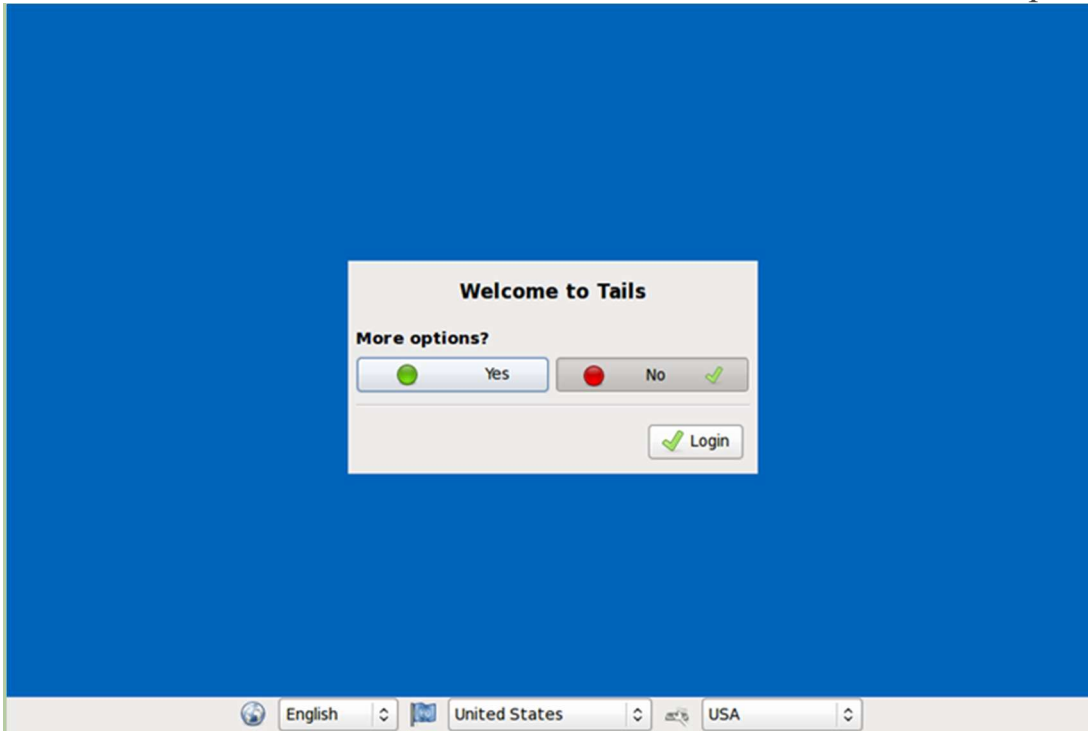 Welcome to Tails
More options?
Yes No
Login
English United States USA